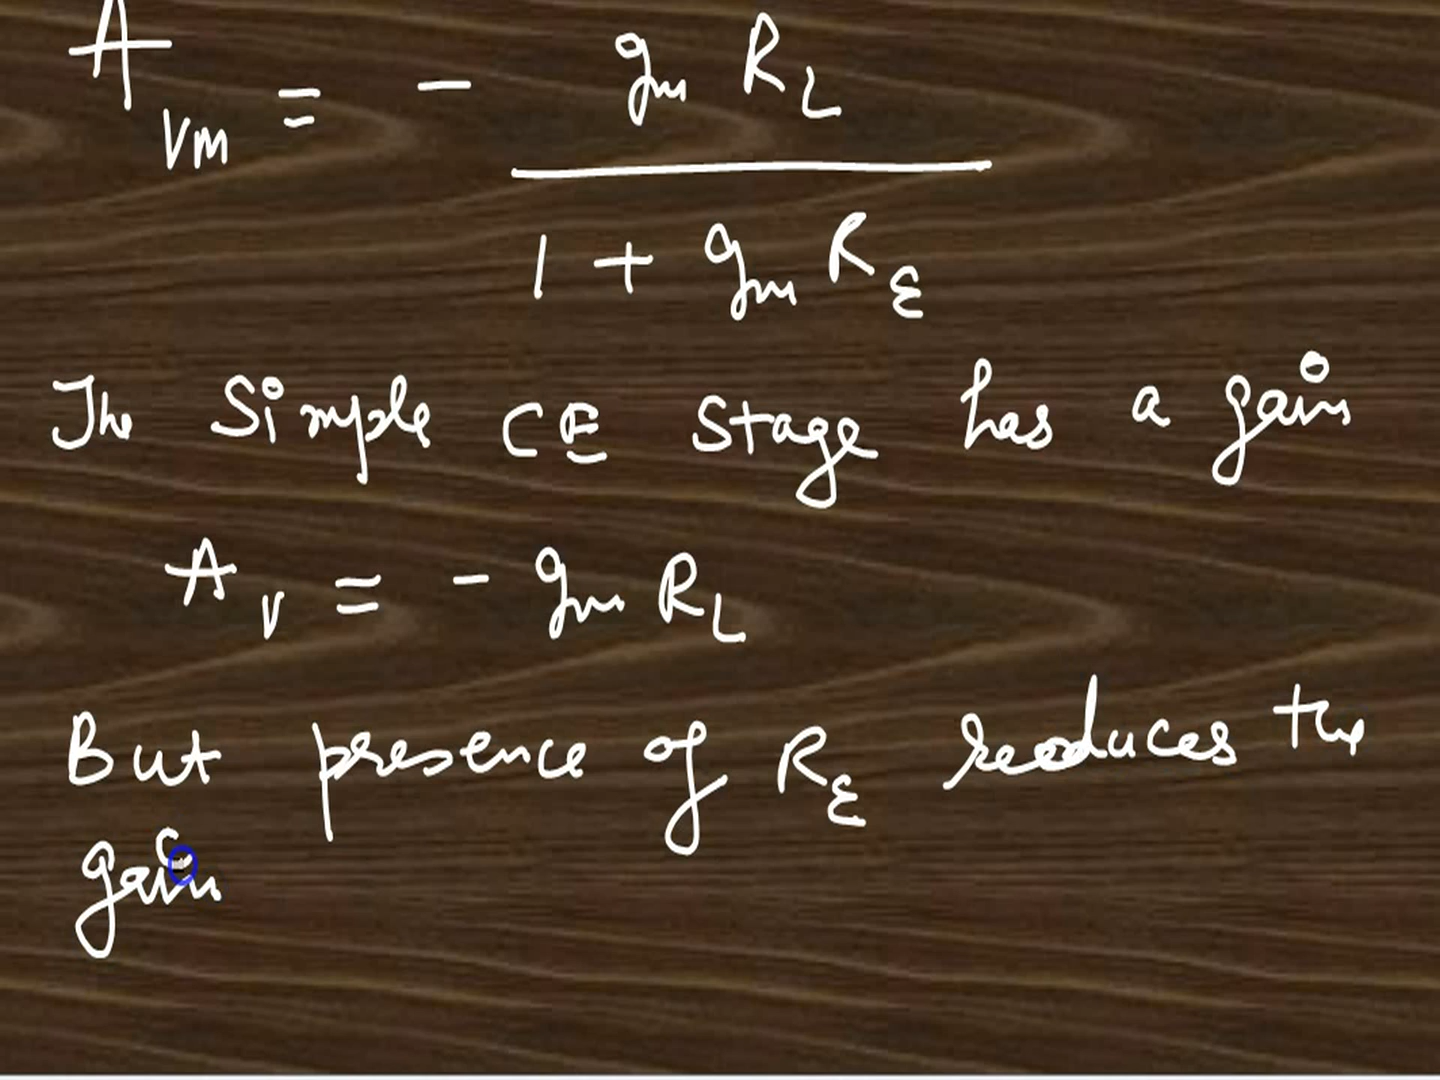 A_vm = - g_m R_L / (1 + g_m R_E)
The Simple CE Stage has a gain
A_v = - g_m R_L
But presence of R_E reduces the
gain